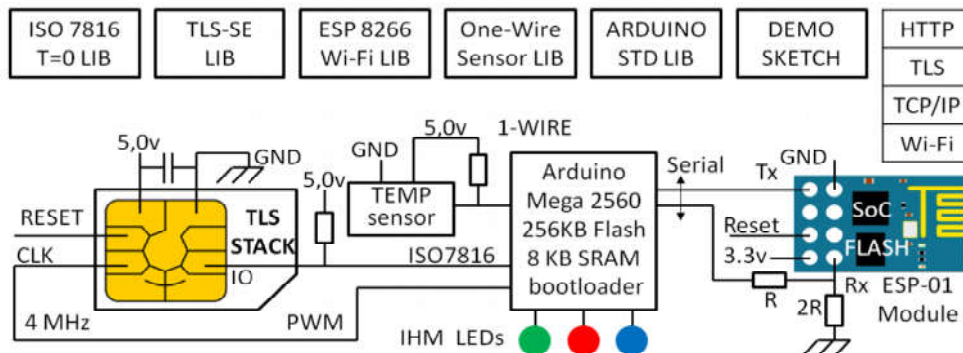 ISO 7816
T=0 LIB
TLS-SE
LIB
ESP 8266
Wi-Fi LIB
One-Wire
Sensor LIB
ARDUINO
STD LIB
DEMO
SKETCH
HTTP
TLS
TCP/IP
Wi-Fi
5,0v
GND
RESET
CLK
TLS
STACK
IO
4 MHz
PWM
5,0v
GND
5,0v
1-WIRE
TEMP
sensor
ISO7816
Arduino
Mega 2560
256KB Flash
8 KB SRAM
bootloader
IHM LEDs
Serial
Tx
GND
SoC
Reset
FLASH
3.3v
Rx
R
2R
ESP-01
Module